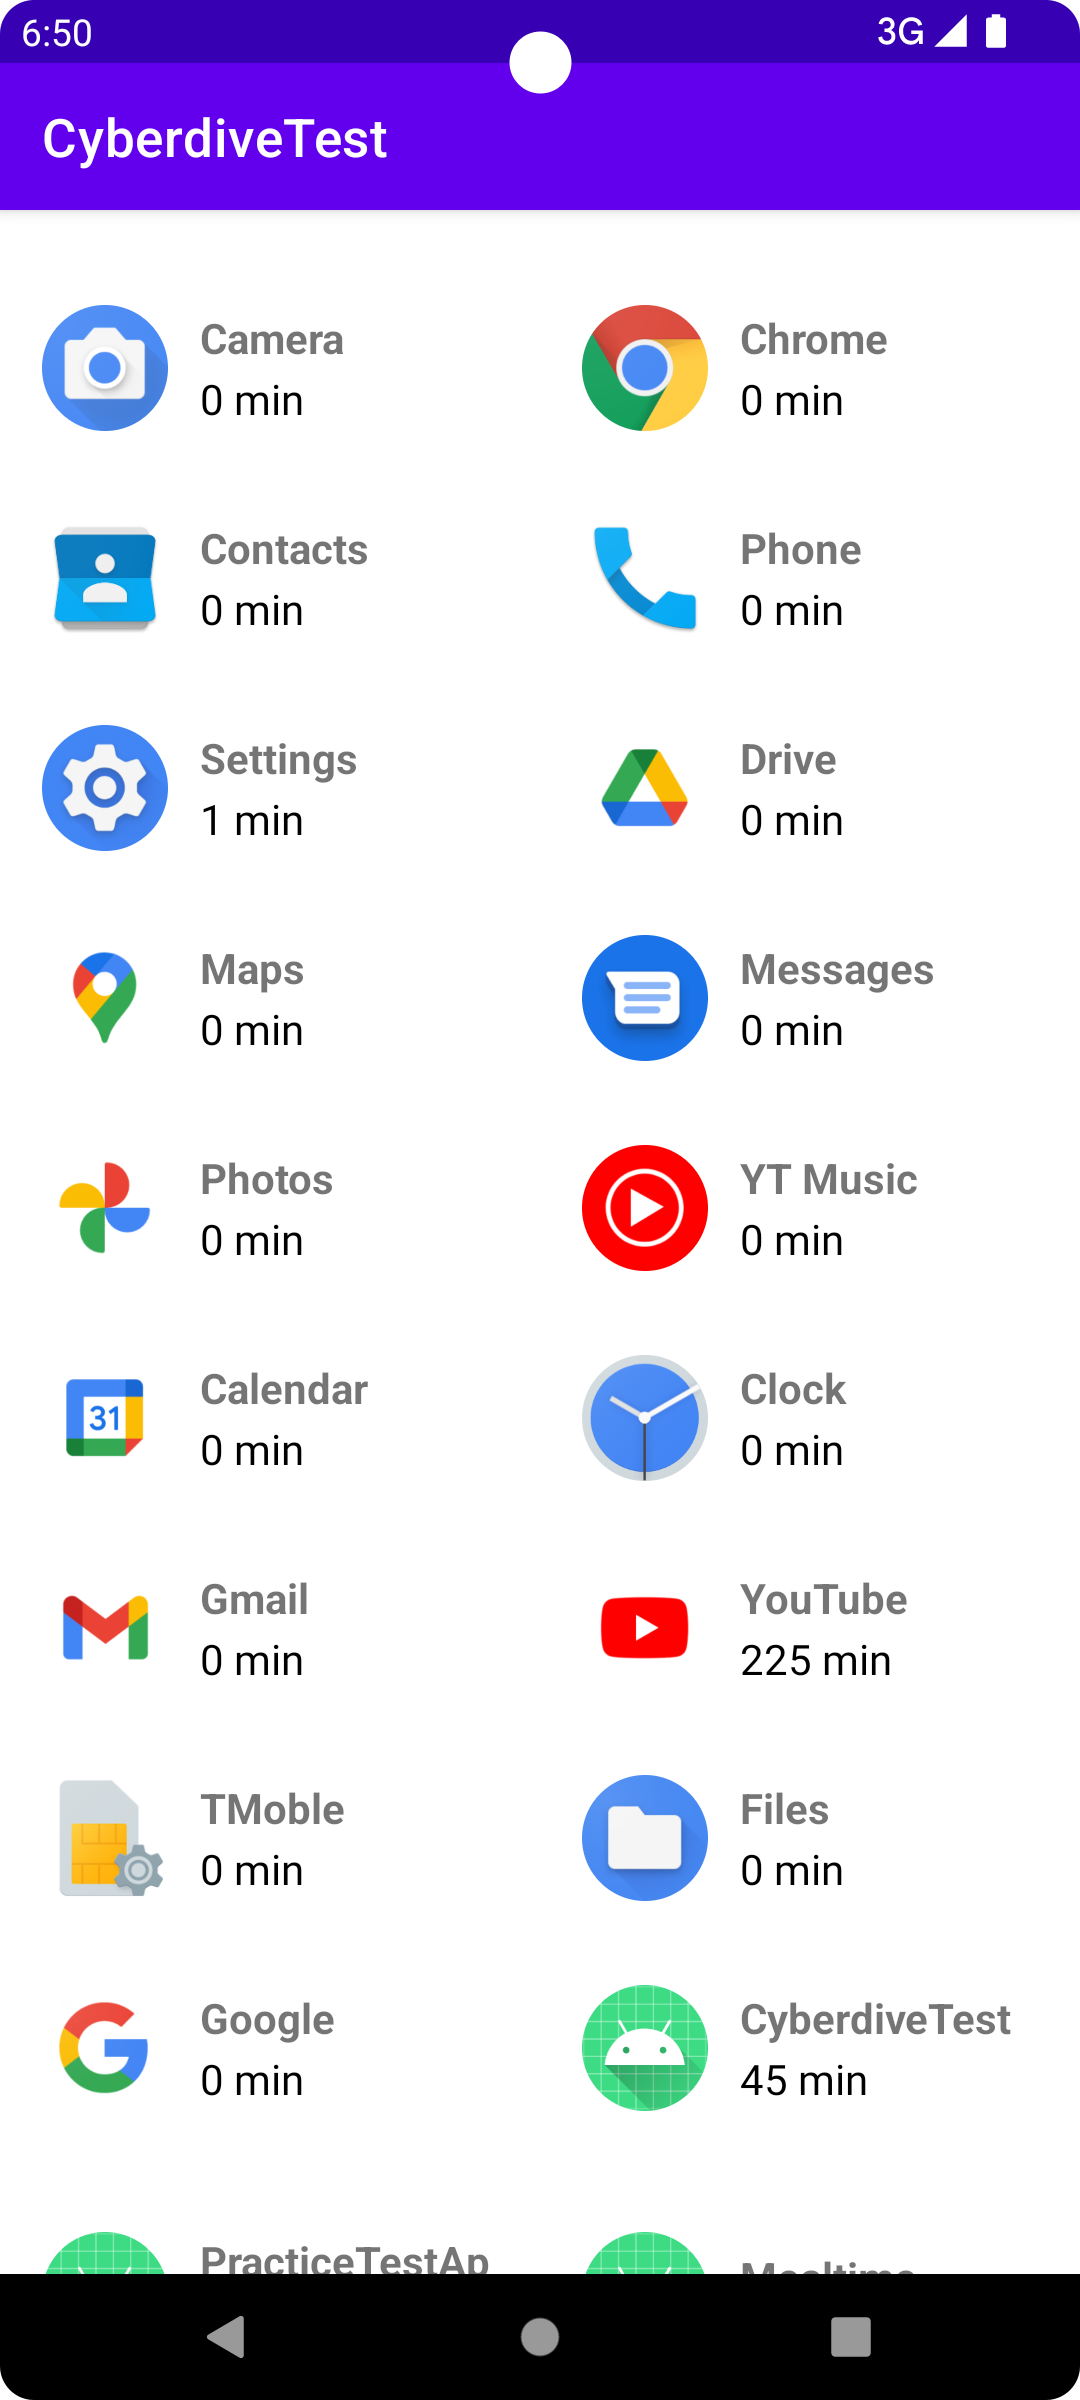 6:50
3G
CyberdiveTest
Camera
0 min
Chrome
0 min
Contacts
0 min
Phone
0 min
Settings
1 min
Drive
0 min
Maps
0 min
Messages
0 min
Photos
0 min
YT Music
0 min
31
Calendar
0 min
Clock
0 min
Gmail
0 min
YouTube
225 min
TMoble
0 min
Files
0 min
Google
0 min
CyberdiveTest
45 min
PracticeTestAp
Mealtime